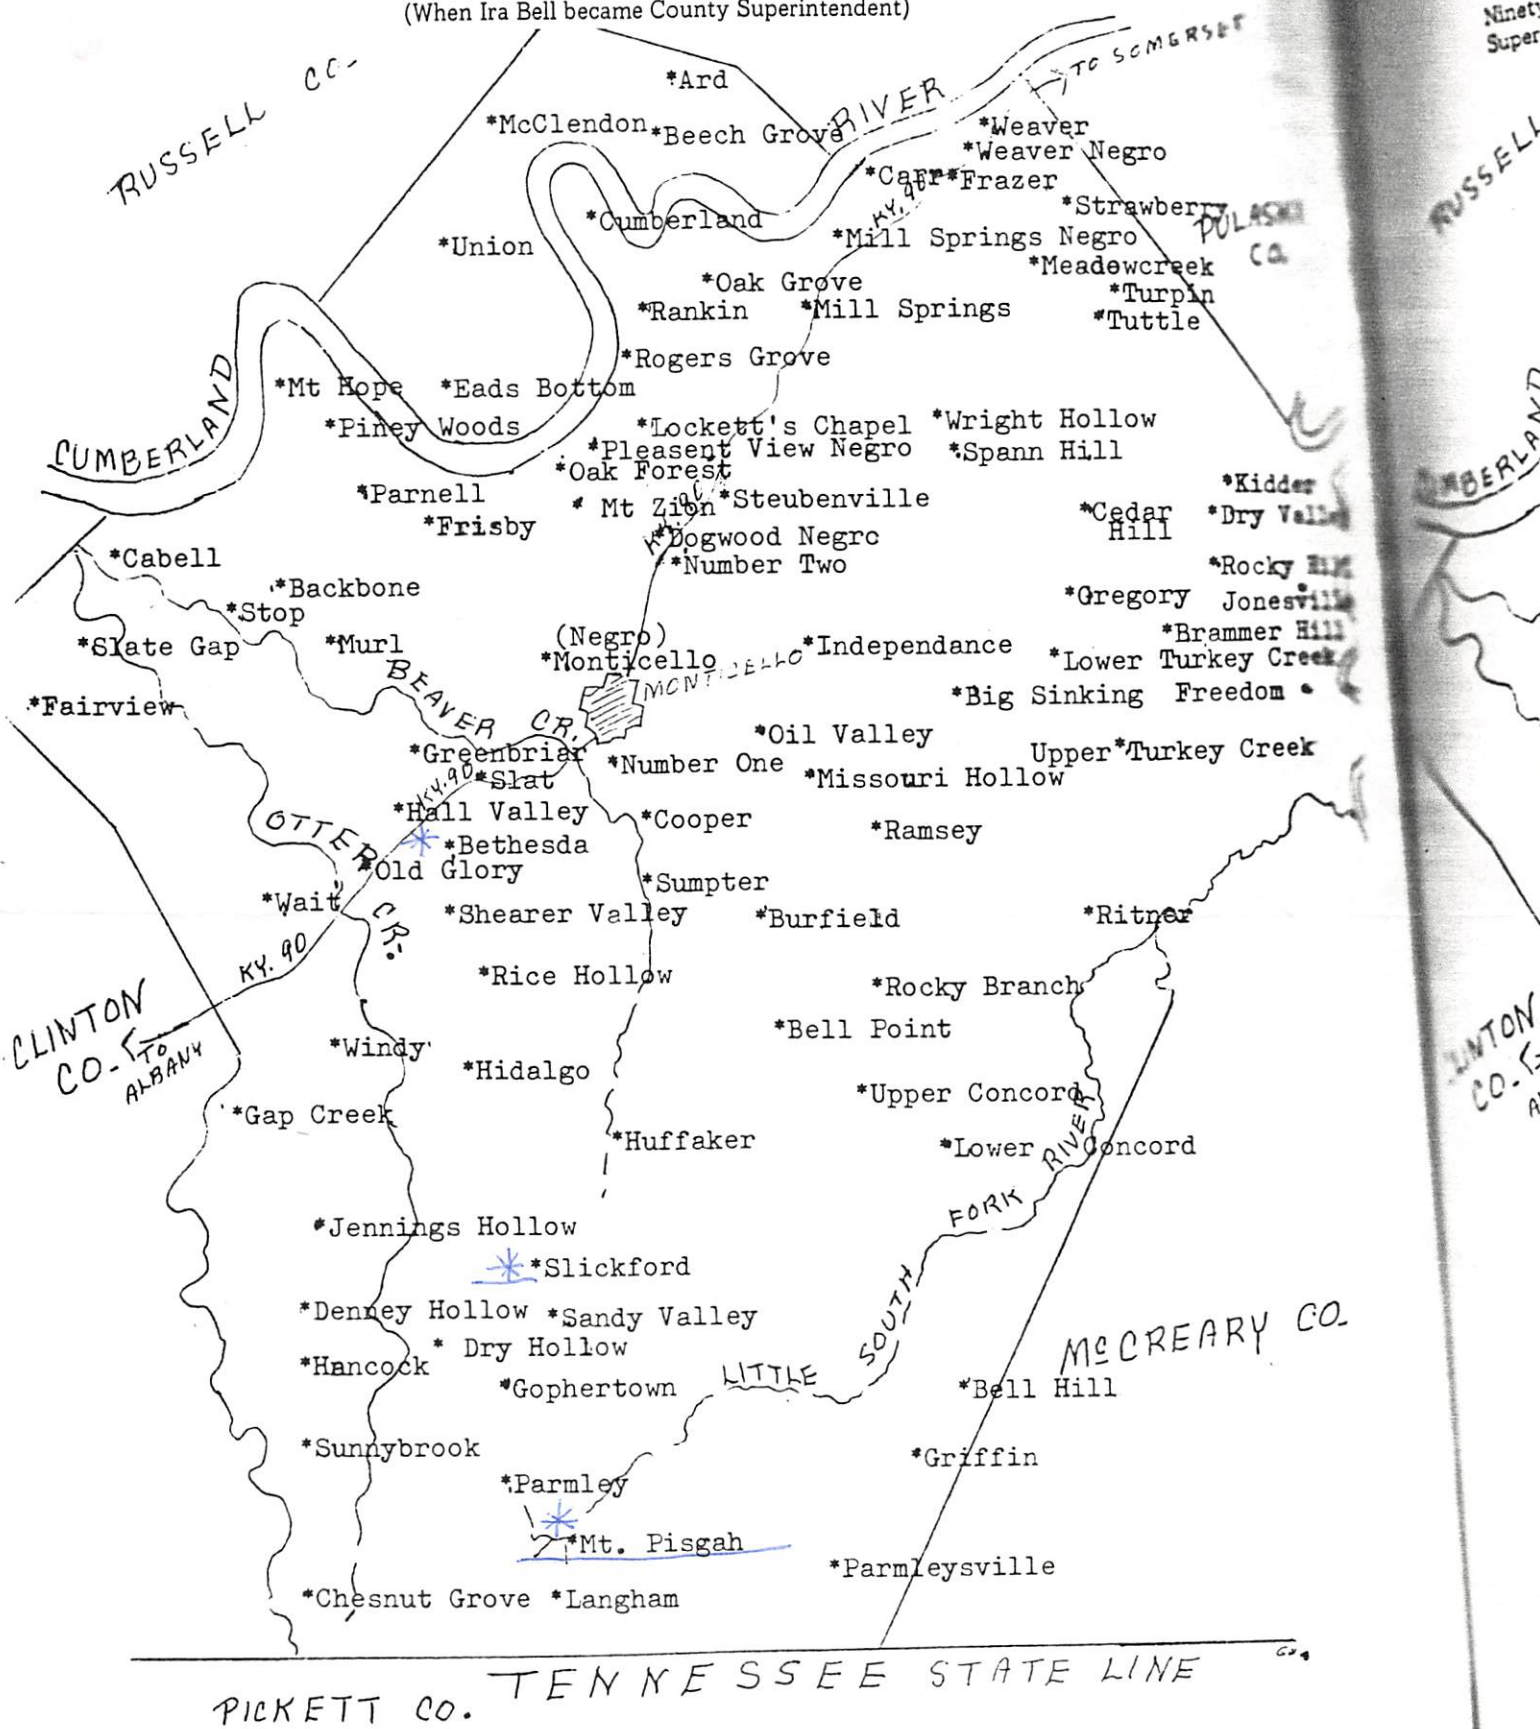 (When Ira Bell became County Superintendent)
Ninety
Super
RUSSELL CO.
TO SOMERSET
*Ard
RIVER
*McClendon
*Beech Grove
*Weaver
*Weaver Negro
*Carr
*Frazer
KY. 90
*Strawberry
PULASKI
CO.
RUSSELL
*Cumberland
*Mill Springs Negro
*Union
*Meadowcreek
*Oak Grove
*Turpin
*Rankin
*Mill Springs
*Tuttle
*Rogers Grove
CUMBERLAND
*Mt Hope
*Eads Bottom
*Piney Woods
*Lockett's Chapel
*Wright Hollow
*Pleasent View Negro
*Spann Hill
*Oak Forest
*Parnell
* Mt Zion
*Steubenville
*Kidder
*Cedar
Hill
*Dry Valley
*Frisby
*Dogwood Negro
*Number Two
*Cabell
*Rocky Hill
*Backbone
*Gregory
Jonesville
*Stop
(Negro)
*Monticello
MONTICELLO
*Brammer Hill
*Slate Gap
*Murl
*Independance
*Lower Turkey Creek
BEAVER CR.
*Fairview
*Big Sinking
Freedom
*Oil Valley
*Greenbriar
*Number One
Upper*Turkey Creek
KY. 90
*Slat
*Missouri Hollow
*Hall Valley
*Cooper
*Ramsey
OTTER CR.
*Bethesda
*Old Glory
*Sumpter
*Wait
*Shearer Valley
*Burfield
*Ritner
KY. 90
*Rice Hollow
*Rocky Branch
CLINTON
CO.
TO
ALBANY
CLINTON
CO.
*Bell Point
*Windy
*Hidalgo
*Upper Concord
*Gap Creek
*Huffaker
*Lower Concord
LITTLE SOUTH FORK RIVER
*Jennings Hollow
*Slickford
*Denney Hollow
*Sandy Valley
McCREARY CO.
* Dry Hollow
*Hancock
*Gophertown
*Bell Hill
*Sunnybrook
*Griffin
*Parmley
*Mt. Pisgah
*Parmleysville
*Chesnut Grove
*Langham
TENNESSEE STATE LINE
PICKETT CO.